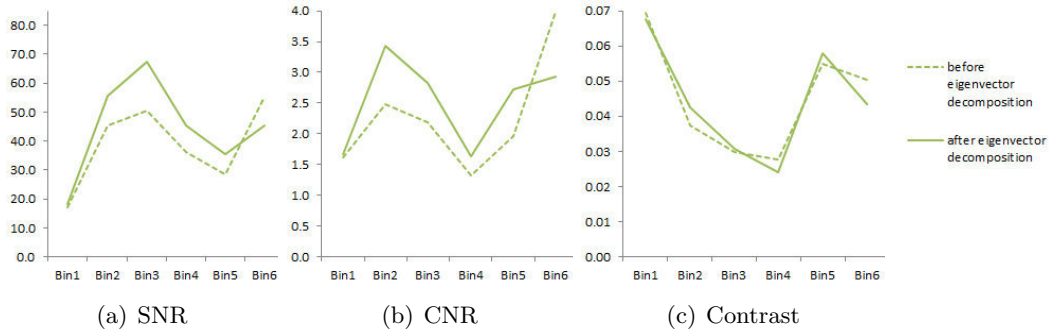 80.0
70.0
60.0
50.0
40.0
30.0
20.0
10.0
0.0
Bin1 Bin2 Bin3 Bin4 Bin5 Bin6
(a) SNR
4.0
3.5
3.0
2.5
2.0
1.5
1.0
0.5
0.0
Bin1 Bin2 Bin3 Bin4 Bin5 Bin6
(b) CNR
0.07
0.06
0.05
0.04
0.03
0.02
0.01
0.00
Bin1 Bin2 Bin3 Bin4 Bin5 Bin6
(c) Contrast
before
eigenvector
decomposition
after eigenvector
decomposition